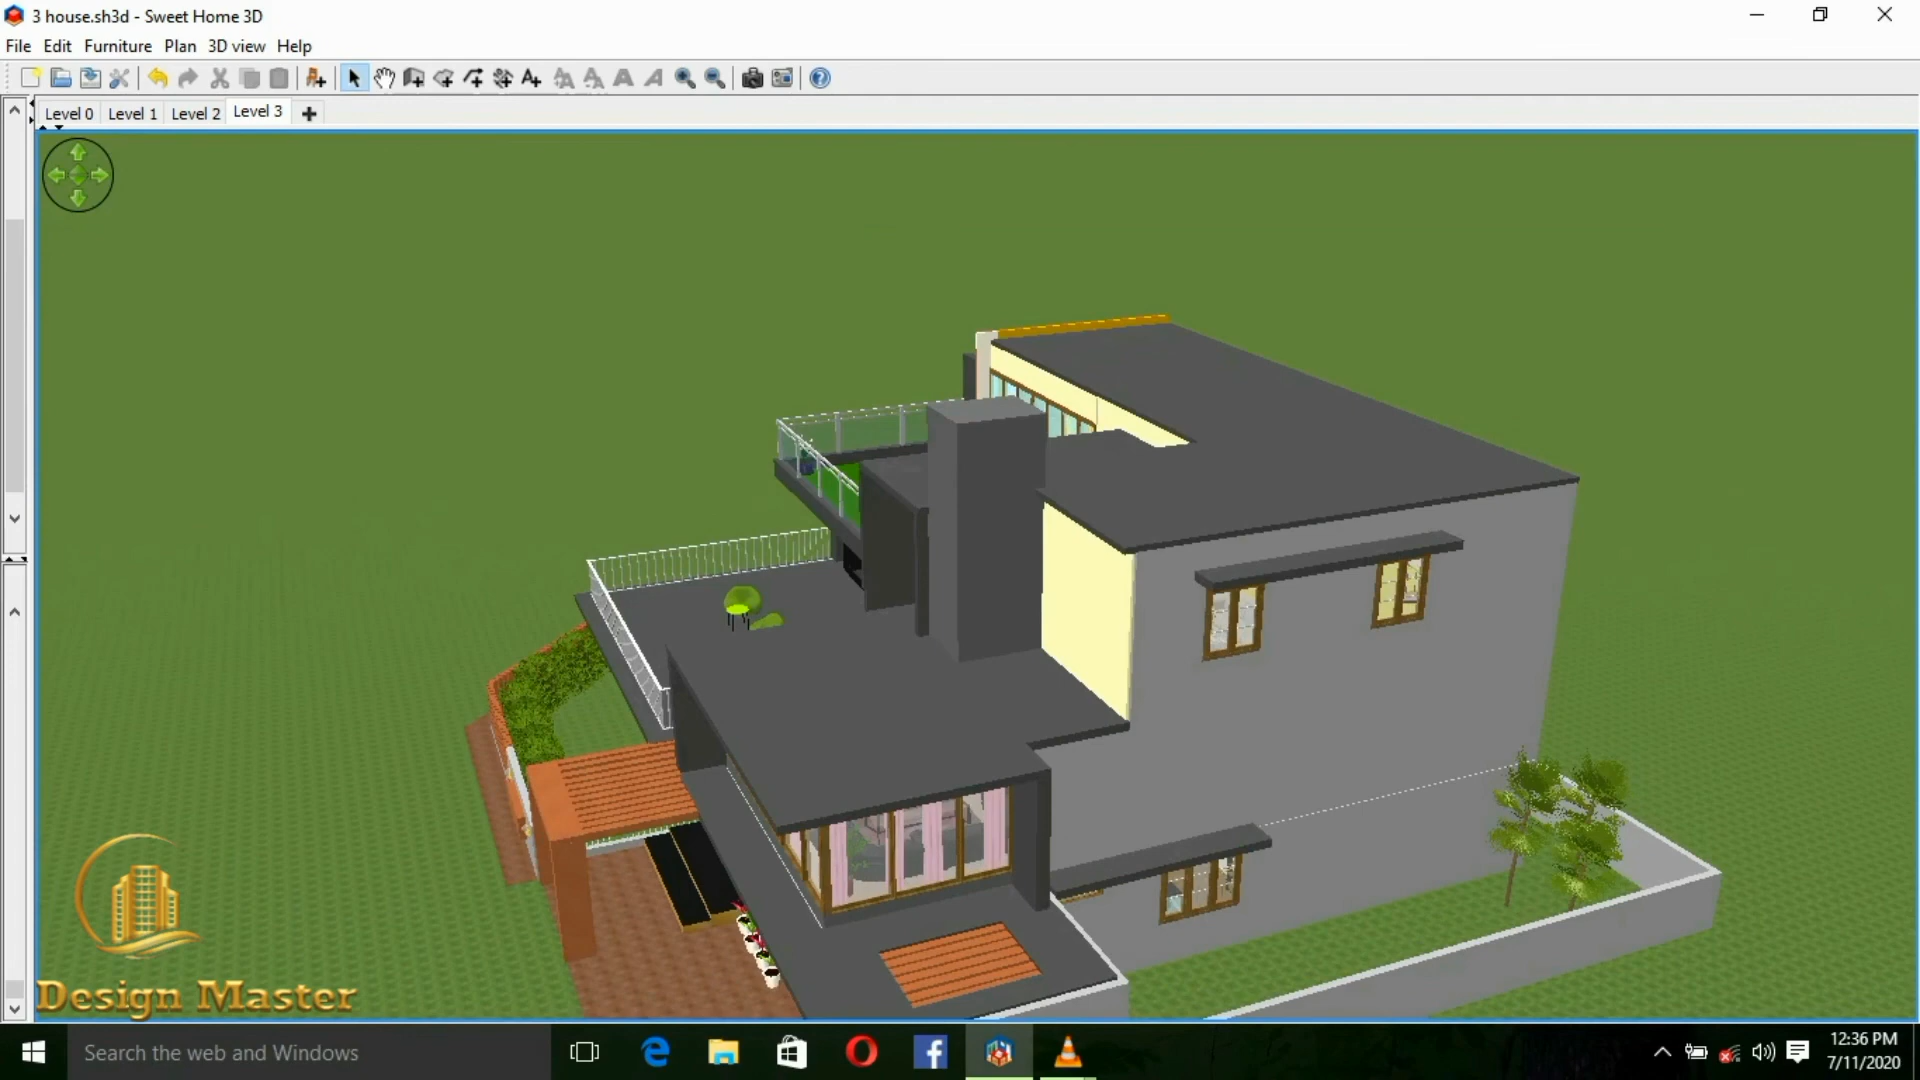 3 house.sh3d - Sweet Home 3D
File Edit Furniture Plan 3D view Help
Level 0 Level 1 Level 2 Level 3
Design Master
Search the web and Windows
12:36 PM
7/11/2020